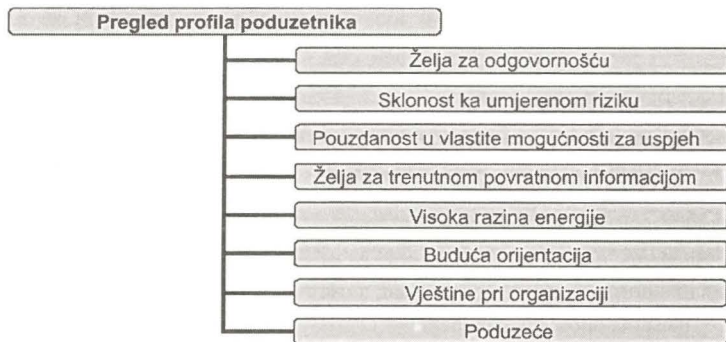 Pregled profila poduzetnika
Želja za odgovornošću
Sklonost ka umjerenom riziku
Pouzdanost u vlastite mogućnosti za uspjeh
Želja za trenutnom povratnom informacijom
Visoka razina energije
Buduća orijentacija
Vještine pri organizaciji
Poduzeće